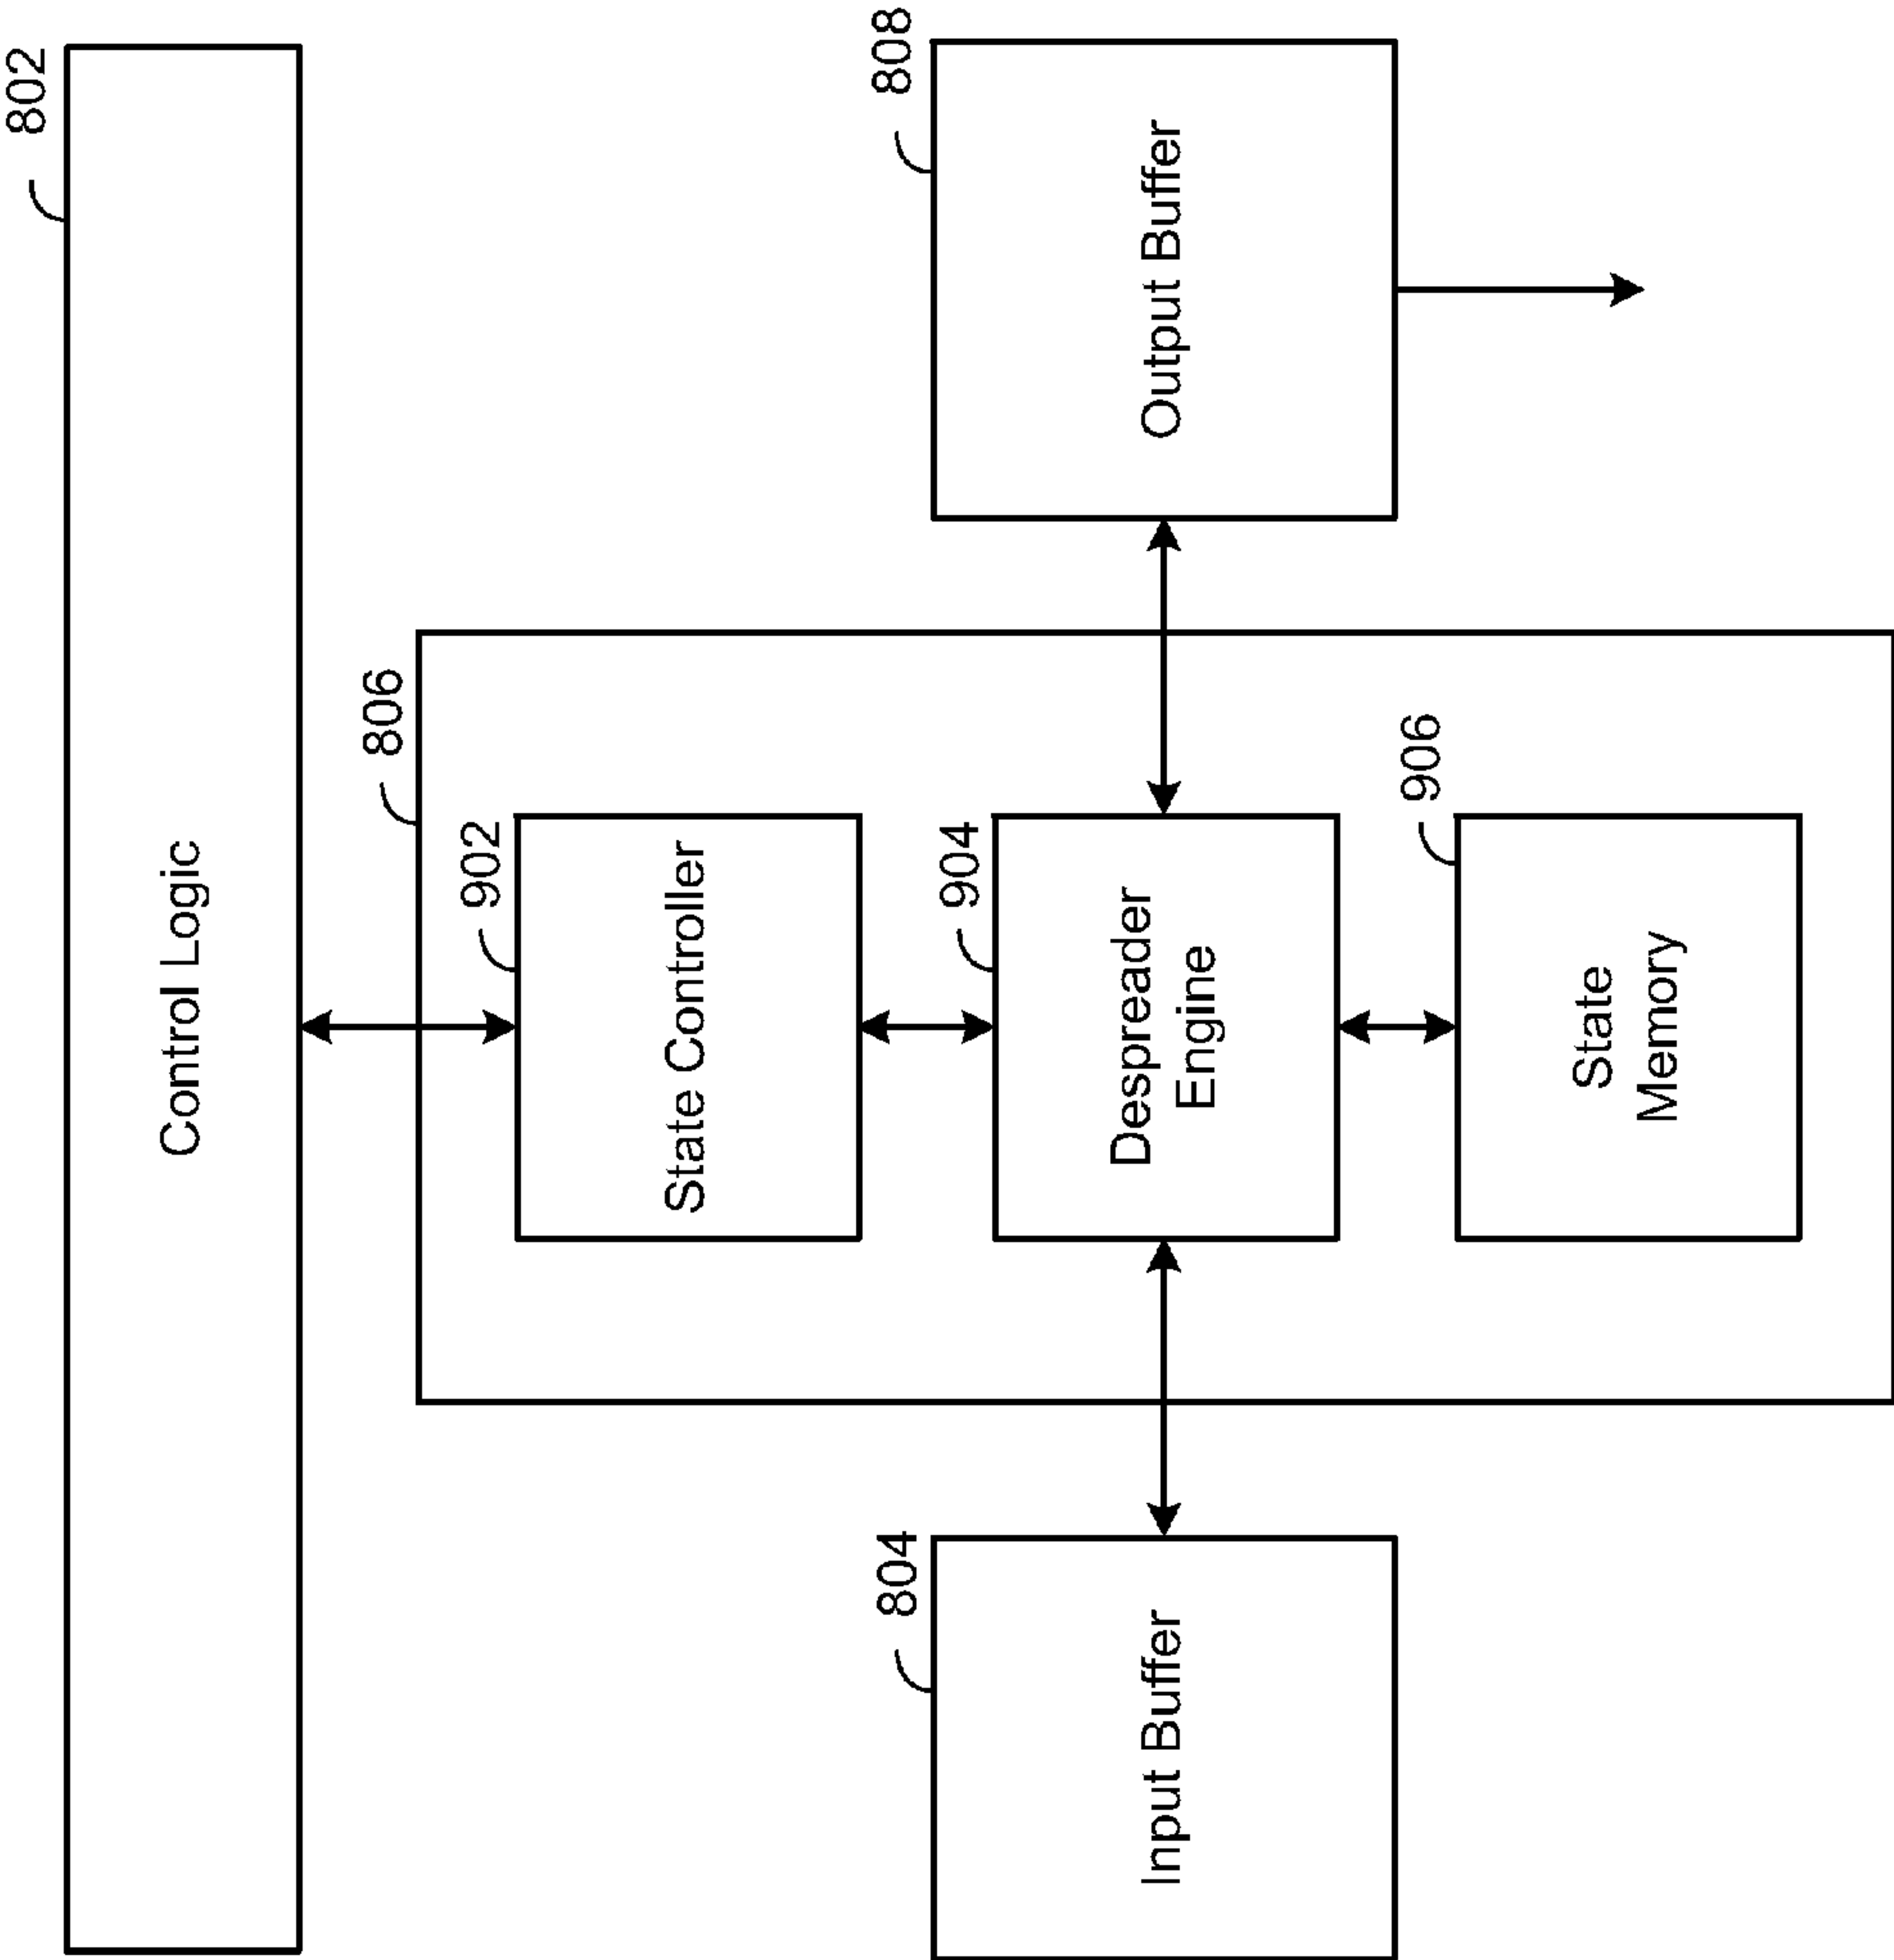 802
Control Logic
806
902
State Controller
804
Input Buffer
904
Despreader
Engine
808
Output Buffer
906
State
Memory